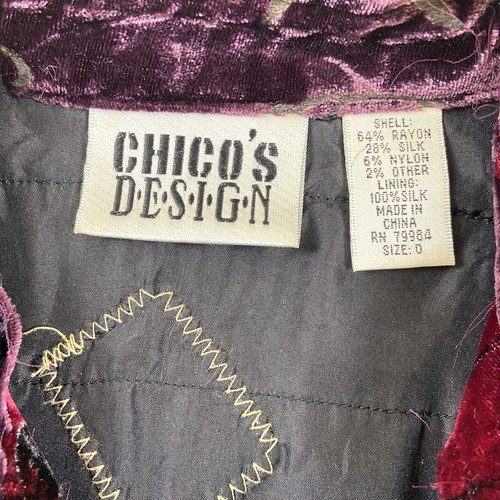 CHICO'S
D·E·S·I·G·N
SHELL:
64% RAYON
28% SILK
6% NYLON
2% OTHER
LINING:
100%SILK
MADE IN
CHINA
RN 79984
SIZE: 0